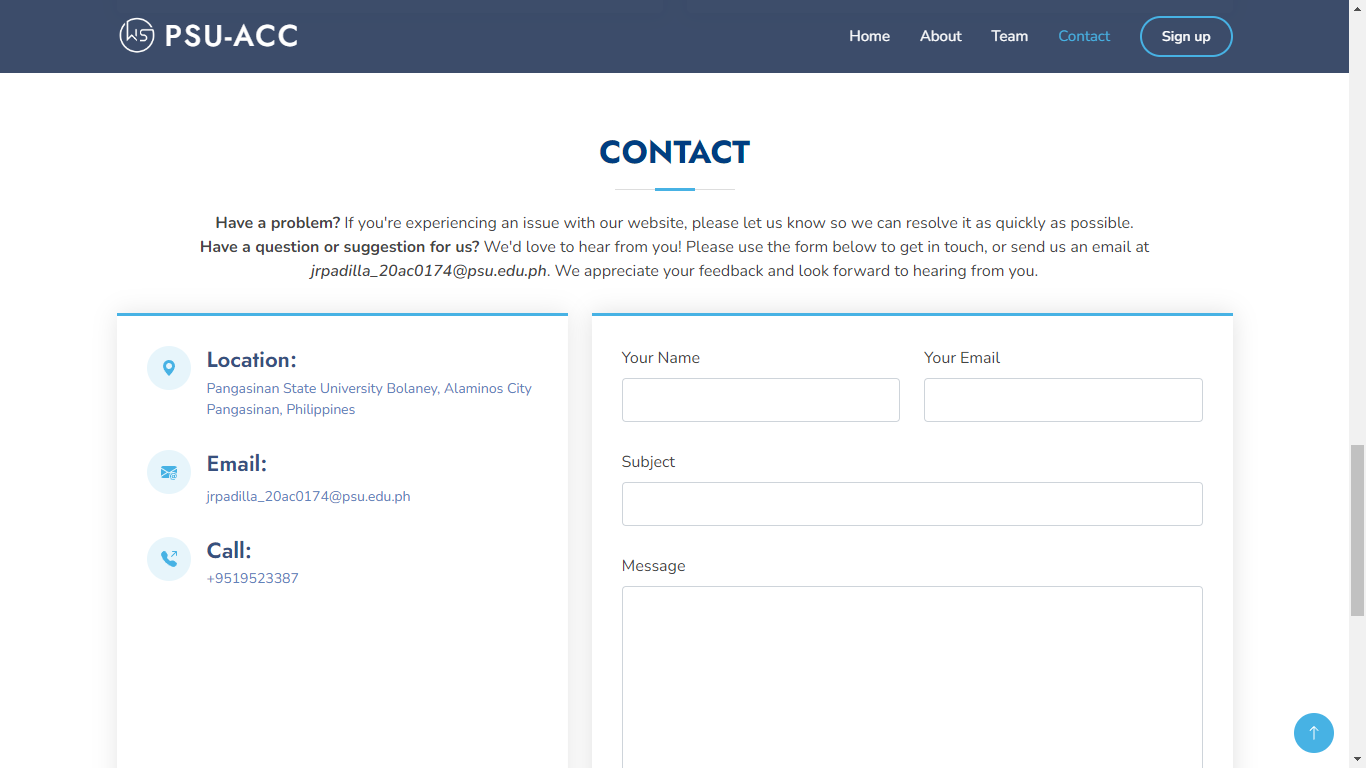 WS PSU-ACC
Home About Team Contact Sign up
CONTACT
Have a problem? If you're experiencing an issue with our website, please let us know so we can resolve it as quickly as possible.
Have a question or suggestion for us? We'd love to hear from you! Please use the form below to get in touch, or send us an email at
jrpadilla_20ac0174@psu.edu.ph. We appreciate your feedback and look forward to hearing from you.
Location:
Pangasinan State University Bolaney, Alaminos City
Pangasinan, Philippines
Email:
jrpadilla_20ac0174@psu.edu.ph
Call:
+9519523387
Your Name Your Email
Subject
Message